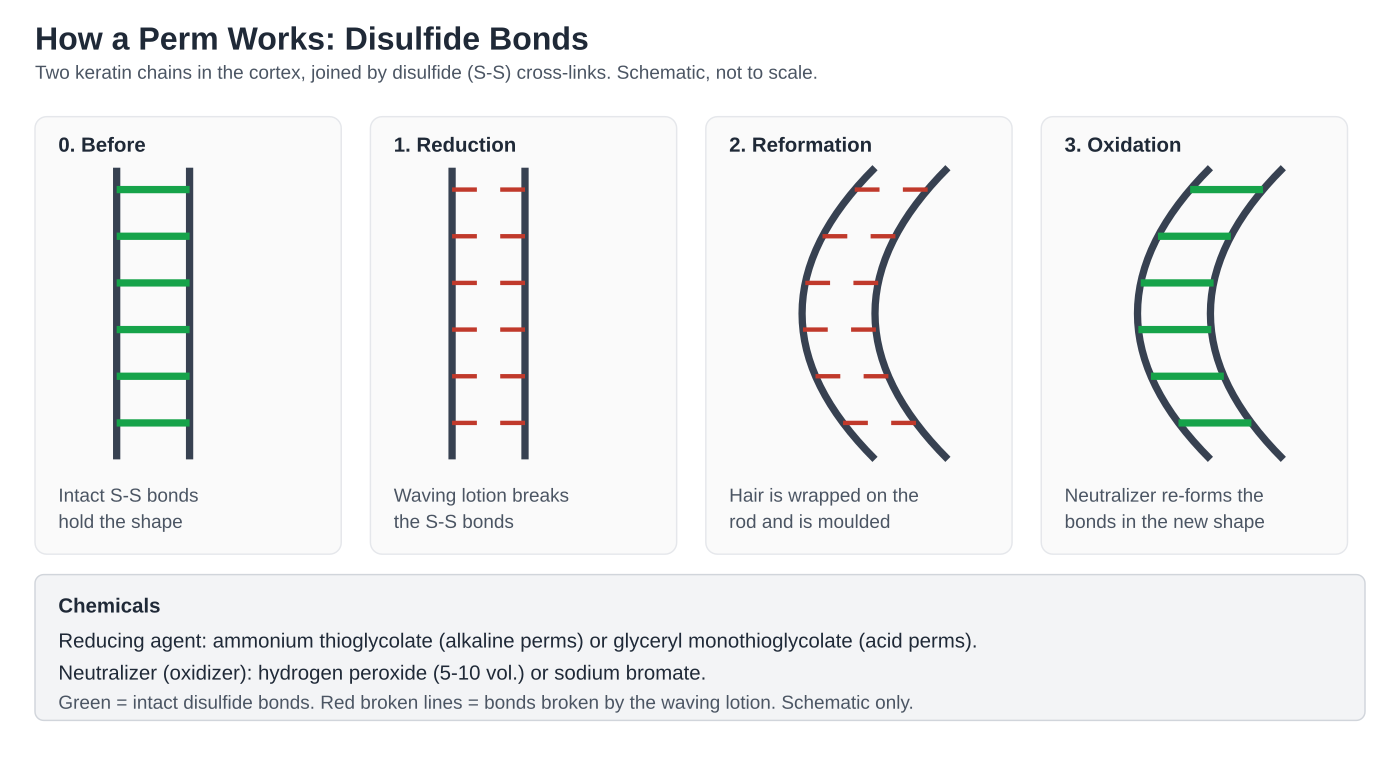 How a Perm Works: Disulfide Bonds
Two keratin chains in the cortex, joined by disulfide (S-S) cross-links. Schematic, not to scale.
0. Before
Intact S-S bonds
hold the shape
1. Reduction
Waving lotion breaks
the S-S bonds
2. Reformation
Hair is wrapped on the
rod and is moulded
3. Oxidation
Neutralizer re-forms the
bonds in the new shape
Chemicals
Reducing agent: ammonium thioglycolate (alkaline perms) or glyceryl monothioglycolate (acid perms).
Neutralizer (oxidizer): hydrogen peroxide (5-10 vol.) or sodium bromate.
Green = intact disulfide bonds. Red broken lines = bonds broken by the waving lotion. Schematic only.